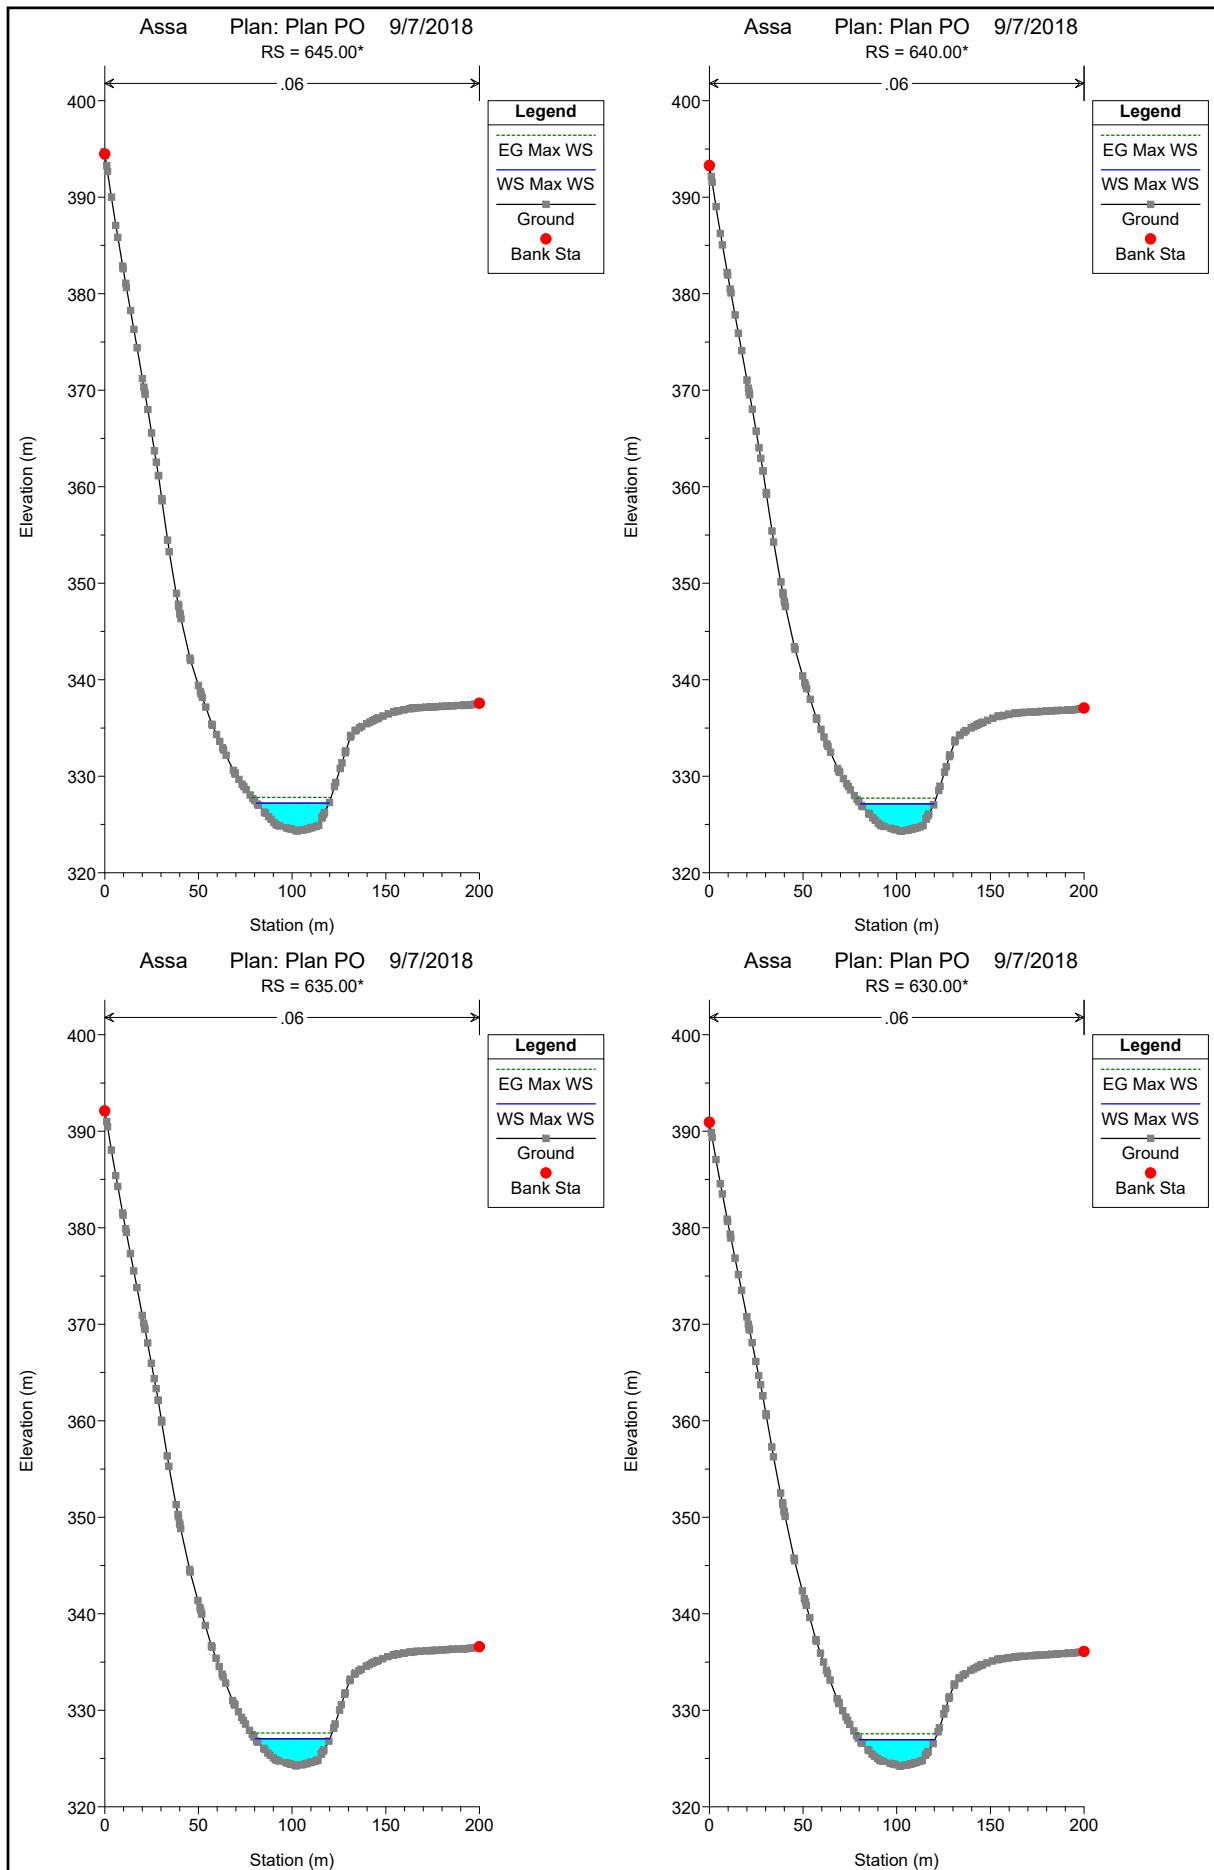 Assa Plan: Plan PO 9/7/2018
RS = 645.00*
.06
Legend
EG Max WS
WS Max WS
Ground
Bank Sta
400
390
380
370
360
350
340
330
320
Elevation (m)
0 50 100 150 200
Station (m)
Assa Plan: Plan PO 9/7/2018
RS = 640.00*
.06
Legend
EG Max WS
WS Max WS
Ground
Bank Sta
400
390
380
370
360
350
340
330
320
Elevation (m)
0 50 100 150 200
Station (m)
Assa Plan: Plan PO 9/7/2018
RS = 635.00*
.06
Legend
EG Max WS
WS Max WS
Ground
Bank Sta
400
390
380
370
360
350
340
330
320
Elevation (m)
0 50 100 150 200
Station (m)
Assa Plan: Plan PO 9/7/2018
RS = 630.00*
.06
Legend
EG Max WS
WS Max WS
Ground
Bank Sta
400
390
380
370
360
350
340
330
320
Elevation (m)
0 50 100 150 200
Station (m)